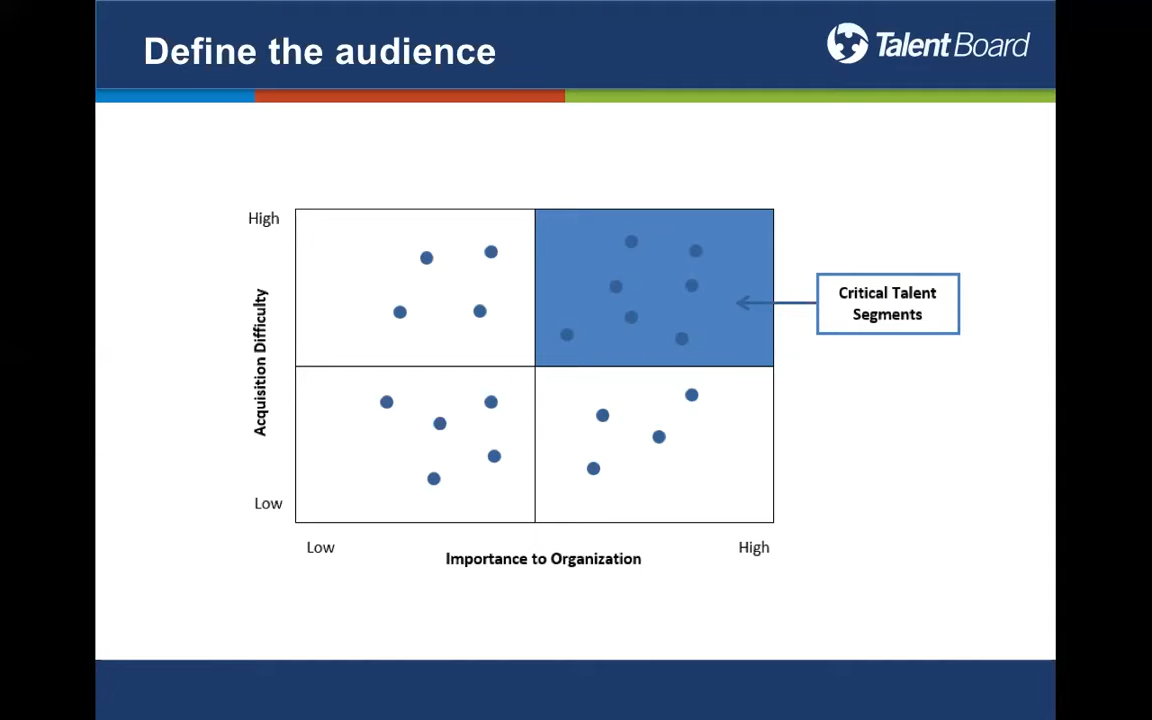 Define the audience
Talent Board
High
Acquisition Difficulty
Critical Talent
Segments
Low
Low
Importance to Organization
High